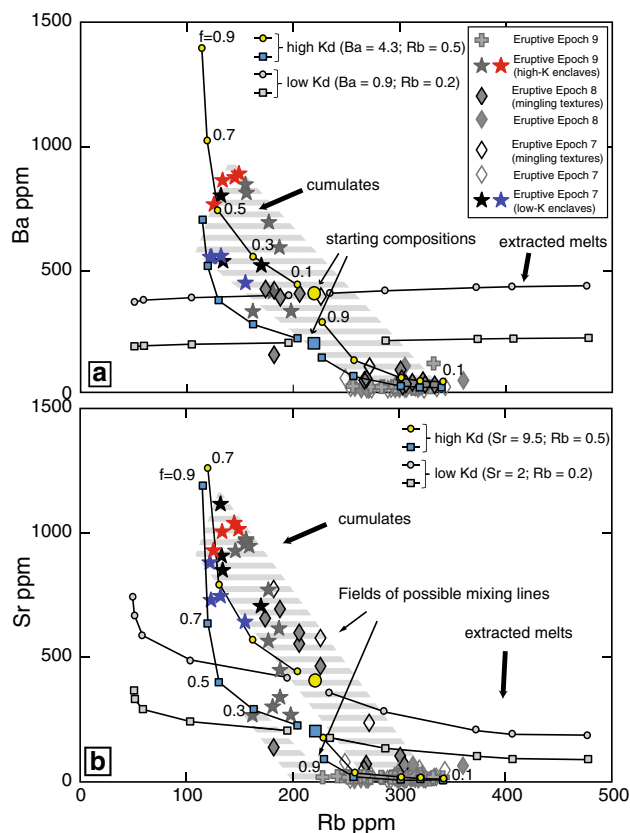 1500
1000
500
0
Ba ppm
f=0.9
0.7
0.5
0.3
0.1
0.9
0.1
high Kd (Ba = 4.3; Rb = 0.5)
low Kd (Ba = 0.9; Rb = 0.2)
Eruptive Epoch 9
Eruptive Epoch 9
(high-K enclaves)
Eruptive Epoch 8
(mingling textures)
Eruptive Epoch 8
Eruptive Epoch 7
(mingling textures)
Eruptive Epoch 7
Eruptive Epoch 7
(low-K enclaves)
cumulates
starting compositions
extracted melts
a
1500
1000
500
0
Sr ppm
0.7
f=0.9
0.7
0.5
0.3
0.9
0.1
high Kd (Sr = 9.5; Rb = 0.5)
low Kd (Sr = 2; Rb = 0.2)
cumulates
Fields of possible mixing lines
extracted melts
b
0 100 200 300 400 500
Rb ppm